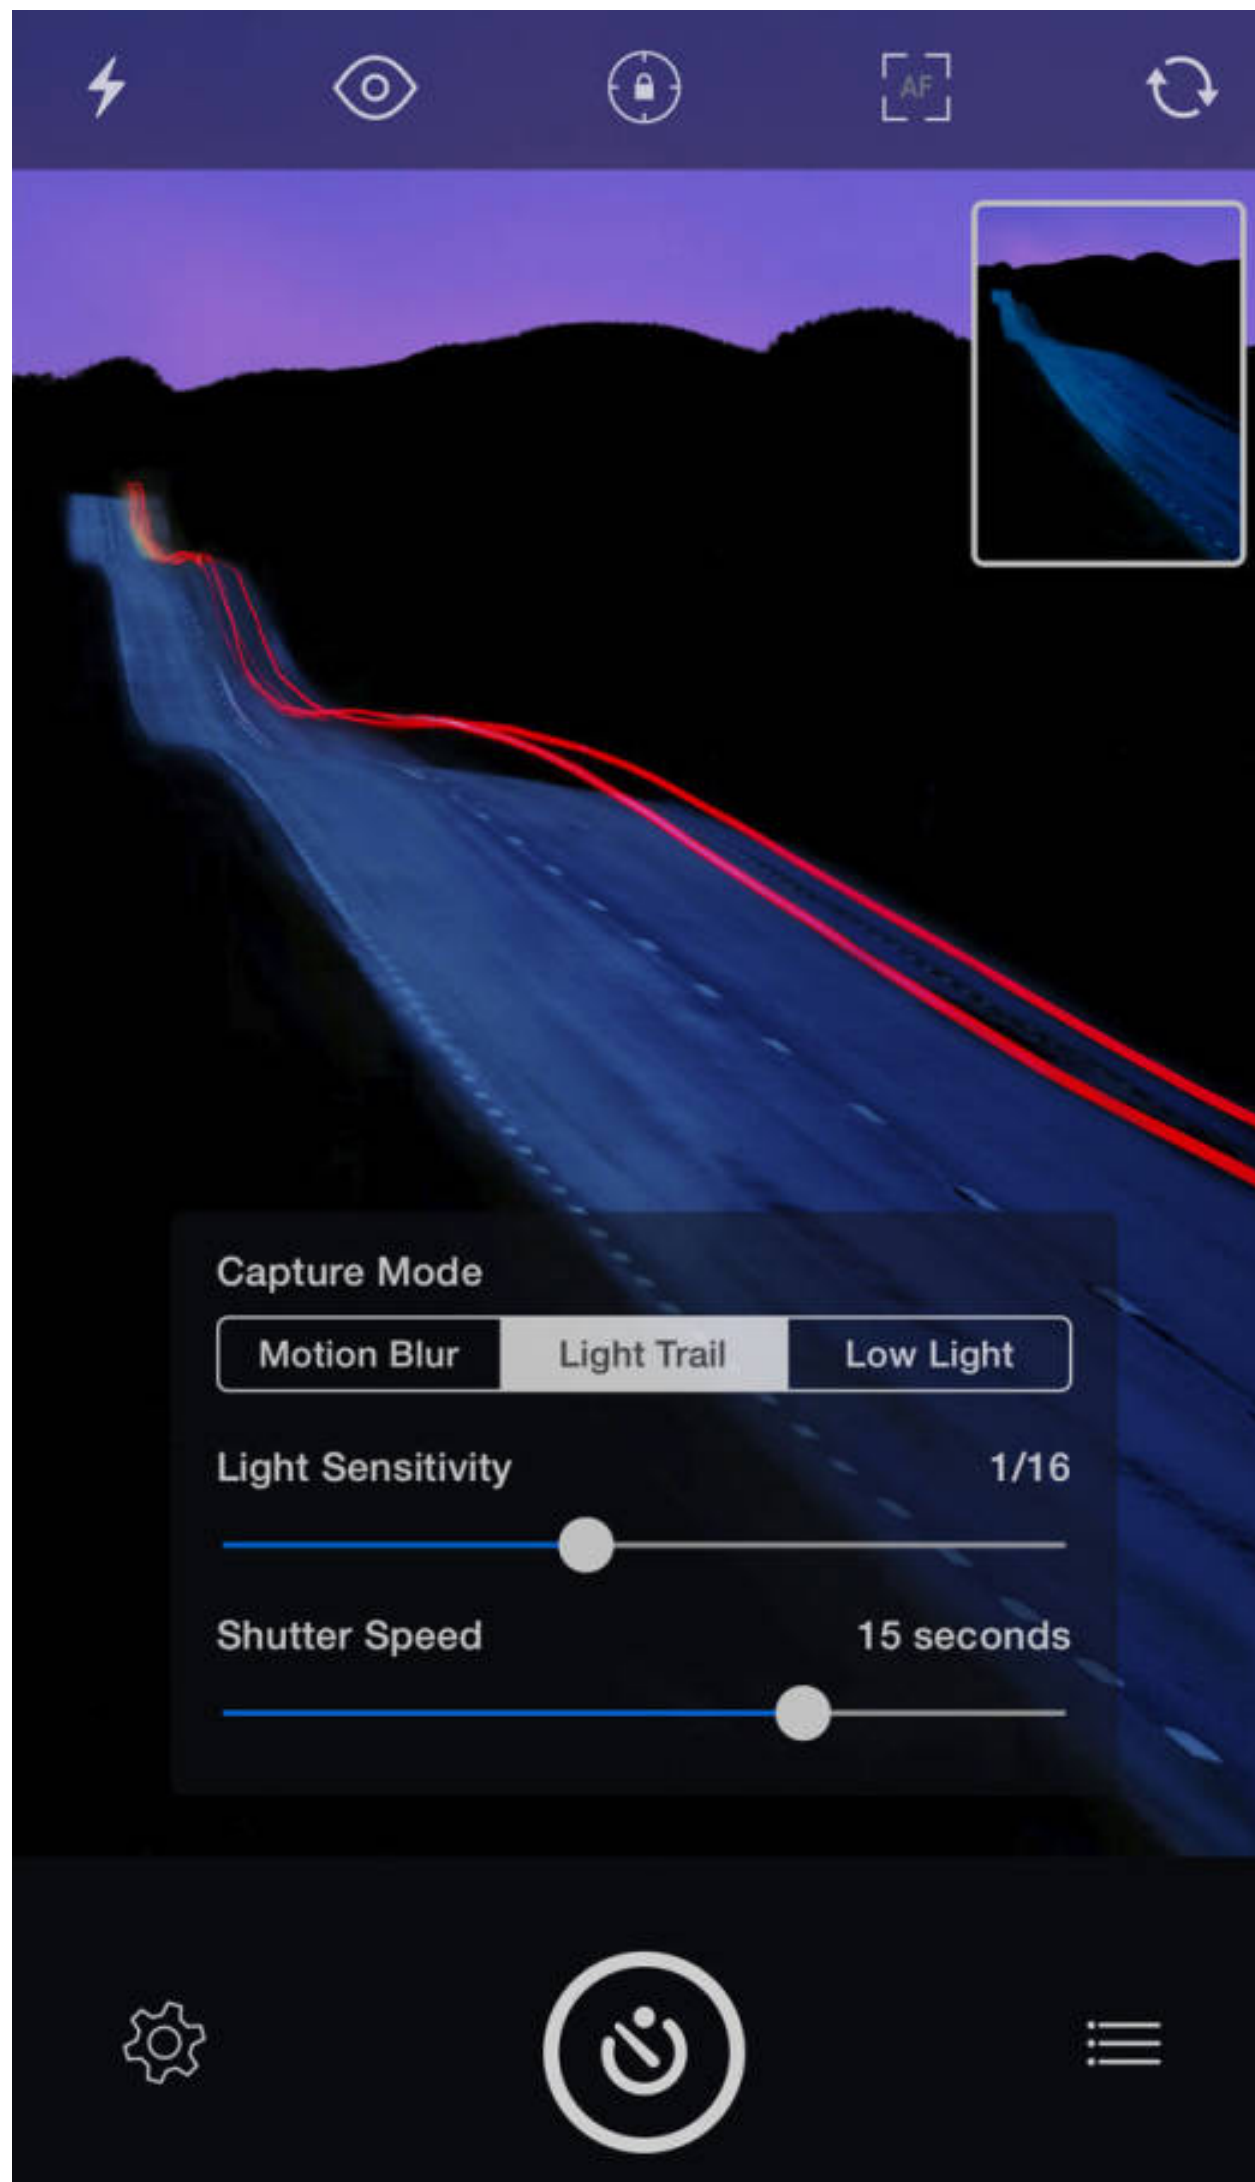 AF
Capture Mode
Motion Blur Light Trail Low Light
Light Sensitivity 1/16
Shutter Speed 15 seconds